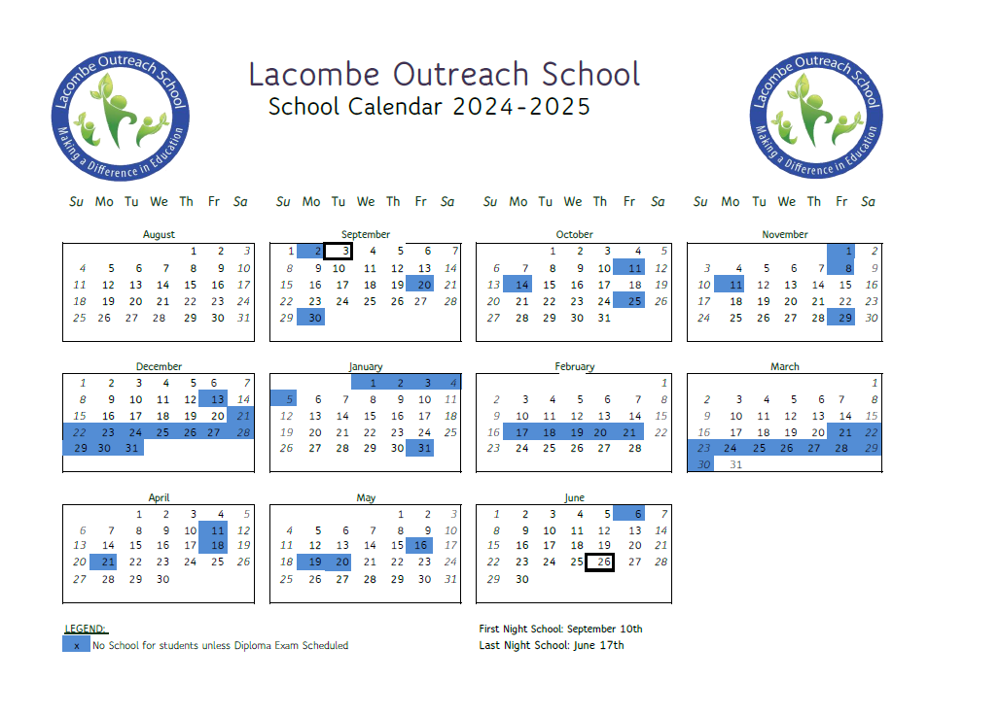 Lacombe Outreach School
Making a Difference in Education
Lacombe Outreach School
School Calendar 2024-2025
Lacombe Outreach School
Making a Difference in Education
Su Mo Tu We Th Fr Sa Su Mo Tu We Th Fr Sa Su Mo Tu We Th Fr Sa Su Mo Tu We Th Fr Sa
August September October November
1 2 3 1 2 3 4 5 6 7 1 2 3 4 5 1 2
4 5 6 7 8 9 10 8 9 10 11 12 13 14 6 7 8 9 10 11 12 3 4 5 6 7 8 9
11 12 13 14 15 16 17 15 16 17 18 19 20 21 13 14 15 16 17 18 19 10 11 12 13 14 15 16
18 19 20 21 22 23 24 22 23 24 25 26 27 28 20 21 22 23 24 25 26 17 18 19 20 21 22 23
25 26 27 28 29 30 31 29 30 27 28 29 30 31 24 25 26 27 28 29 30
December January February March
1 2 3 4 5 6 7 1 2 3 4 1 1
8 9 10 11 12 13 14 5 6 7 8 9 10 11 2 3 4 5 6 7 8 2 3 4 5 6 7 8
15 16 17 18 19 20 21 12 13 14 15 16 17 18 9 10 11 12 13 14 15 9 10 11 12 13 14 15
22 23 24 25 26 27 28 19 20 21 22 23 24 25 16 17 18 19 20 21 22 16 17 18 19 20 21 22
29 30 31 26 27 28 29 30 31 23 24 25 26 27 28 23 24 25 26 27 28 29
30 31
April May June
1 2 3 4 5 1 2 3 1 2 3 4 5 6 7
6 7 8 9 10 11 12 4 5 6 7 8 9 10 8 9 10 11 12 13 14
13 14 15 16 17 18 19 11 12 13 14 15 16 17 15 16 17 18 19 20 21
20 21 22 23 24 25 26 18 19 20 21 22 23 24 22 23 24 25 26 27 28
27 28 29 30 25 26 27 28 29 30 31 29 30
LEGEND:
x No School for students unless Diploma Exam Scheduled
First Night School: September 10th
Last Night School: June 17th